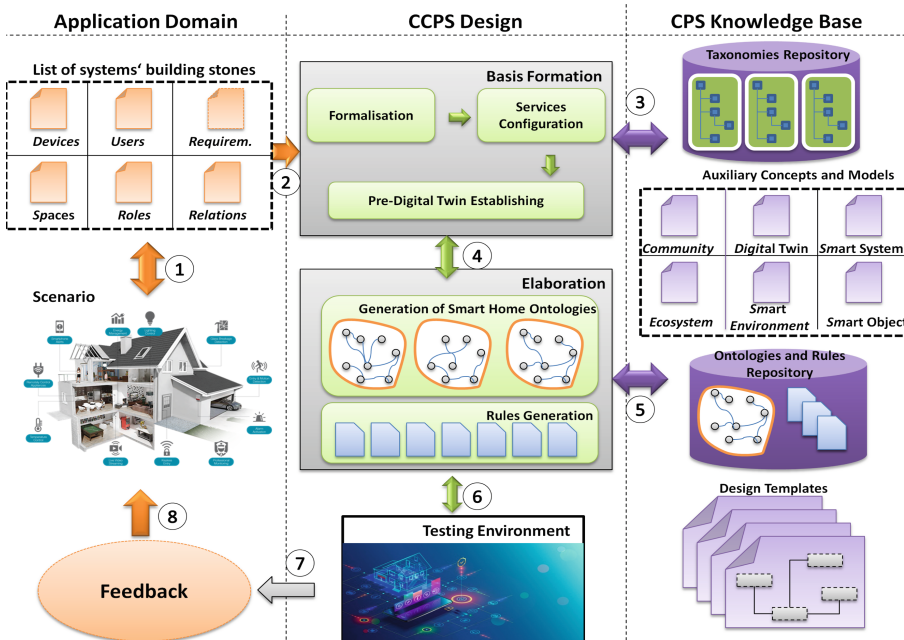 Application Domain
CCPS Design
CPS Knowledge Base
List of systems‘ building stones
Devices
Users
Requirem.
Spaces
Roles
Relations
1
2
Scenario
8
Feedback
7
Basis Formation
Formalisation
Services
Configuration
Pre-Digital Twin Establishing
3
4
Elaboration
Generation of Smart Home Ontologies
Rules Generation
5
6
Testing Environment
Taxonomies Repository
Auxiliary Concepts and Models
Community
Digital Twin
Smart System
Ecosystem
Smart
Environment
Smart Object
Ontologies and Rules
Repository
Design Templates